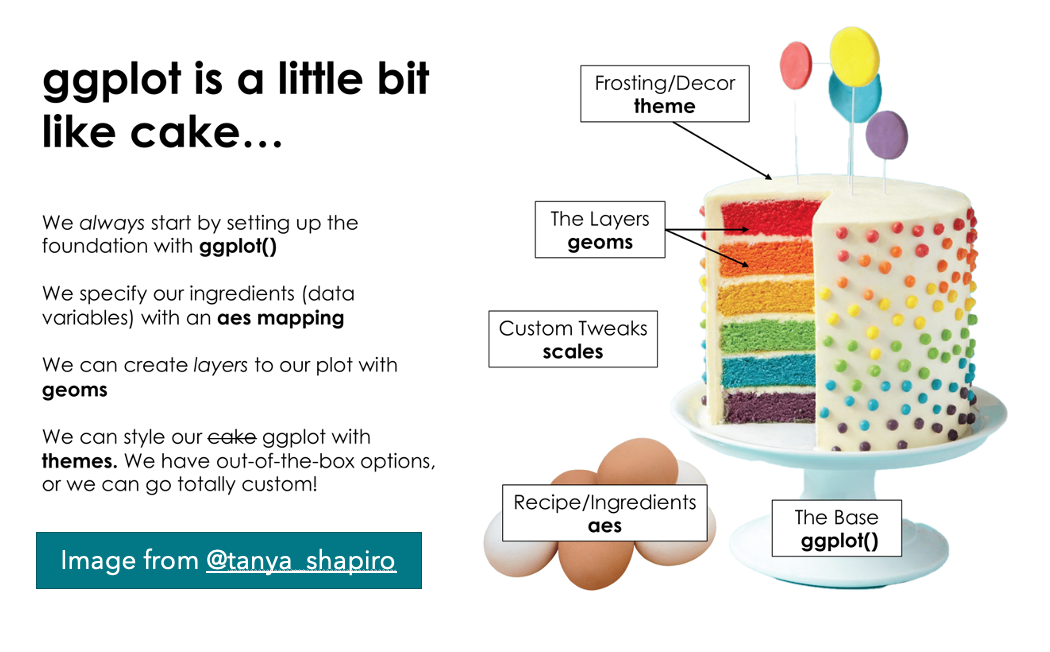 ggplot is a little bit
like cake...
We always start by setting up the
foundation with ggplot()
We specify our ingredients (data
variables) with an aes mapping
We can create layers to our plot with
geoms
We can style our cake ggplot with
themes. We have out-of-the-box options,
or we can go totally custom!
Image from @tanya_shapiro
Frosting/Decor
theme
The Layers
geoms
Custom Tweaks
scales
Recipe/Ingredients
aes
The Base
ggplot()